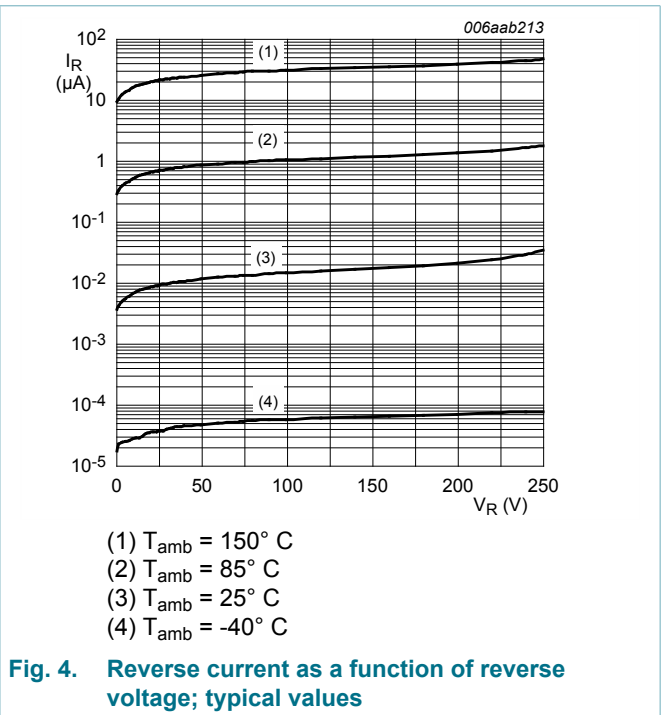 006aab213
10²
I_R
(µA)
10
1
10⁻¹
10⁻²
10⁻³
10⁻⁴
10⁻⁵
(1)
(2)
(3)
(4)
0 50 100 150 200 250
V_R (V)
(1) T_amb = 150° C
(2) T_amb = 85° C
(3) T_amb = 25° C
(4) T_amb = -40° C
Fig. 4. Reverse current as a function of reverse
voltage; typical values